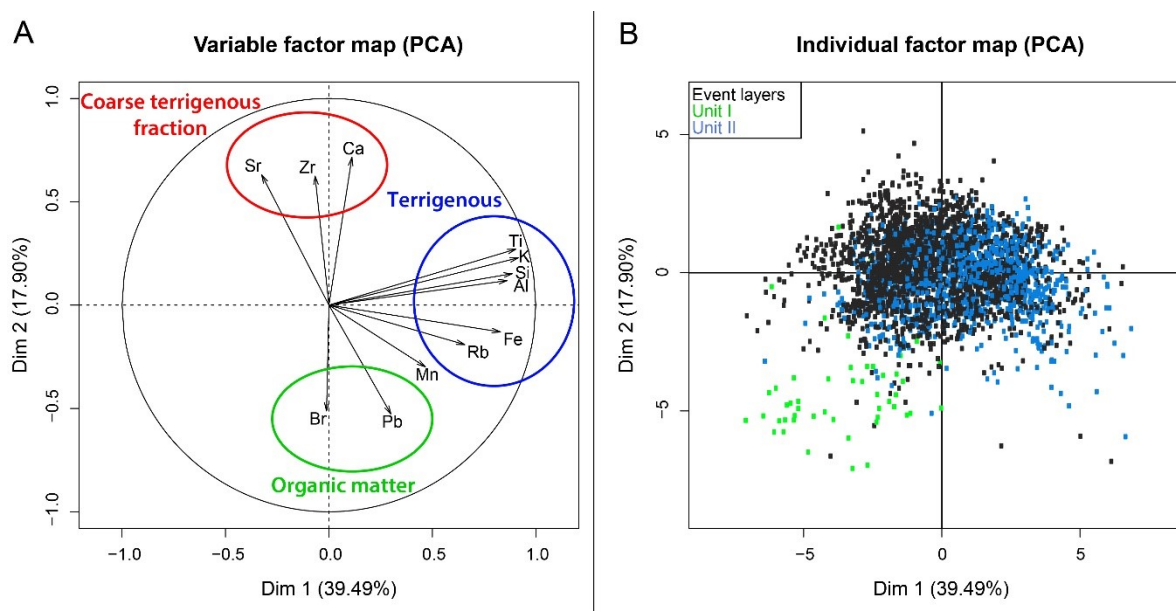 A
Variable factor map (PCA)
Coarse terrigenous
fraction
Sr
Zr
Ca
Terrigenous
Ti
K
Si
Al
Fe
Rb
Mn
Br
Pb
Organic matter
1.0
0.5
0.0
−0.5
−1.0
Dim 2 (17.90%)
−1.0
−0.5
0.0
0.5
1.0
Dim 1 (39.49%)
B
Individual factor map (PCA)
Event layers
Unit I
Unit II
5
0
−5
Dim 2 (17.90%)
−5
0
5
Dim 1 (39.49%)